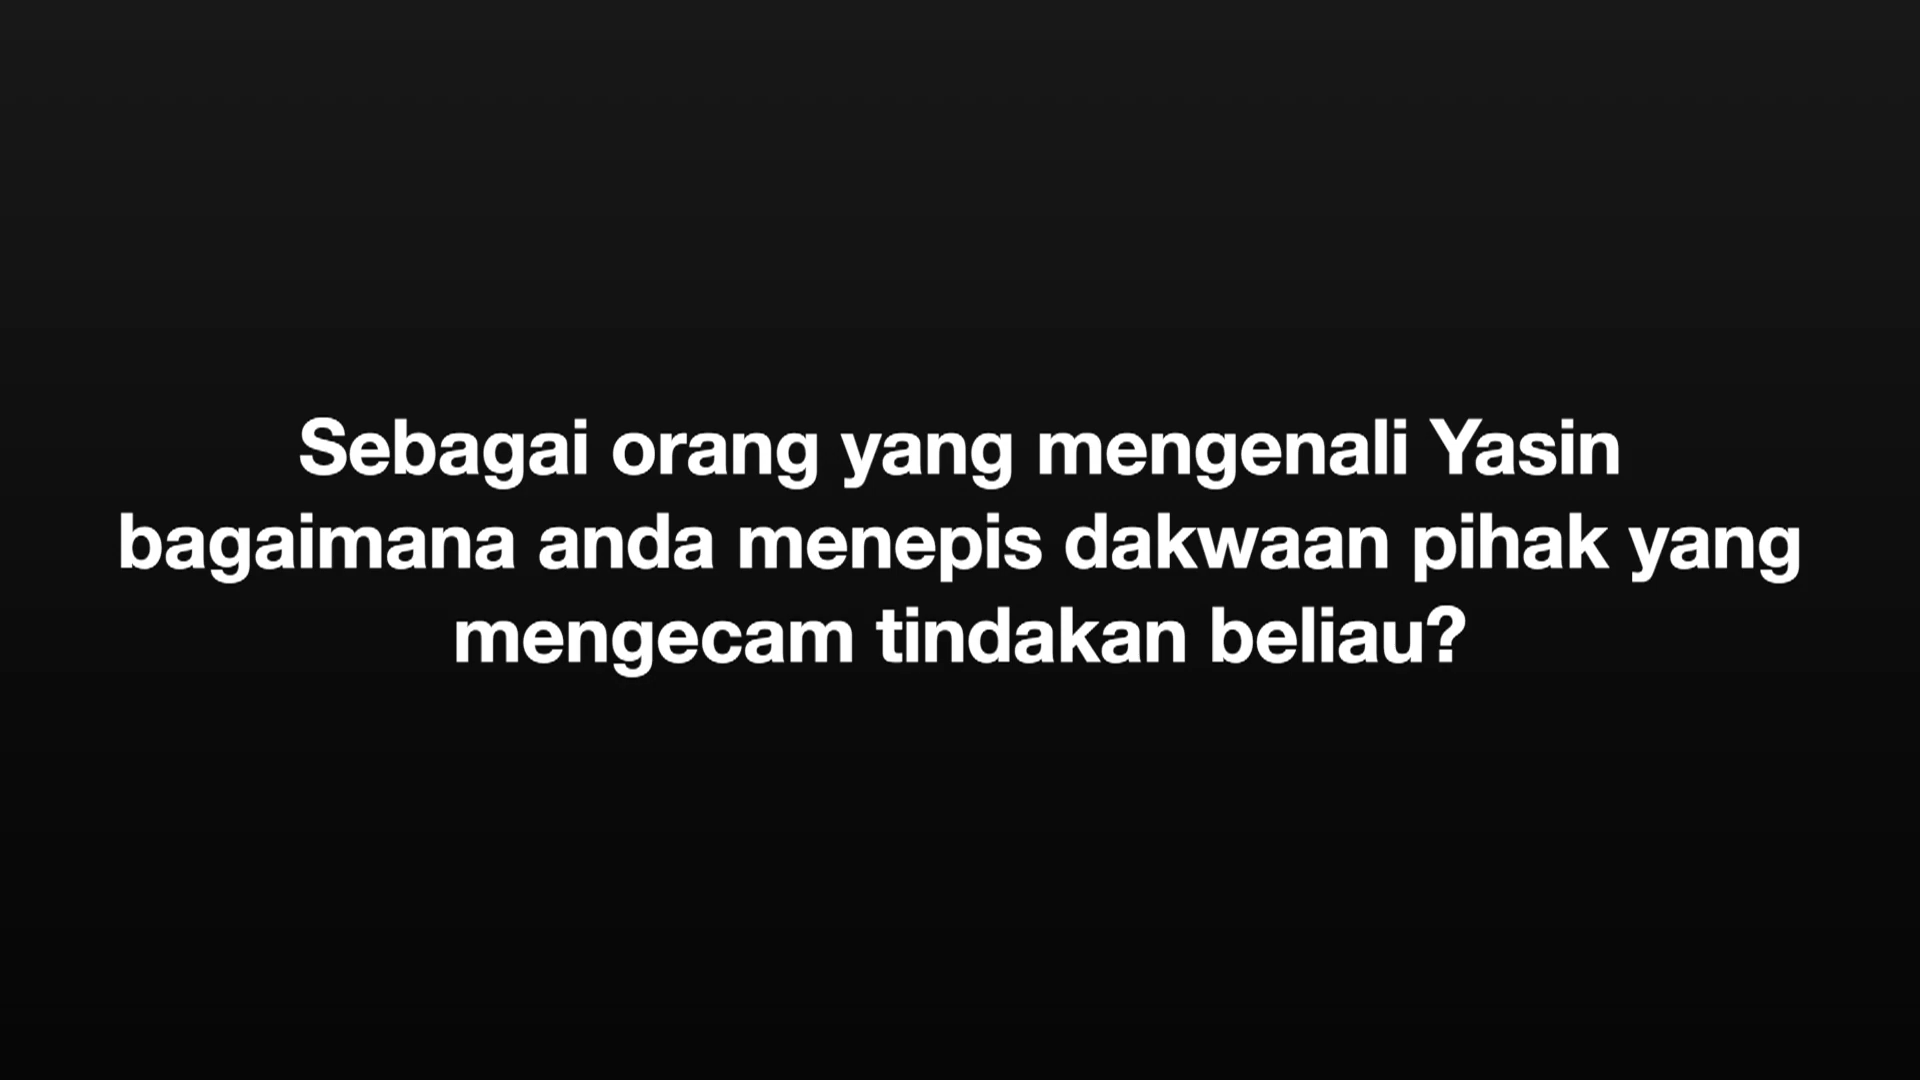 Sebagai orang yang mengenali Yasin
bagaimana anda menepis dakwaan pihak yang
mengecam tindakan beliau?